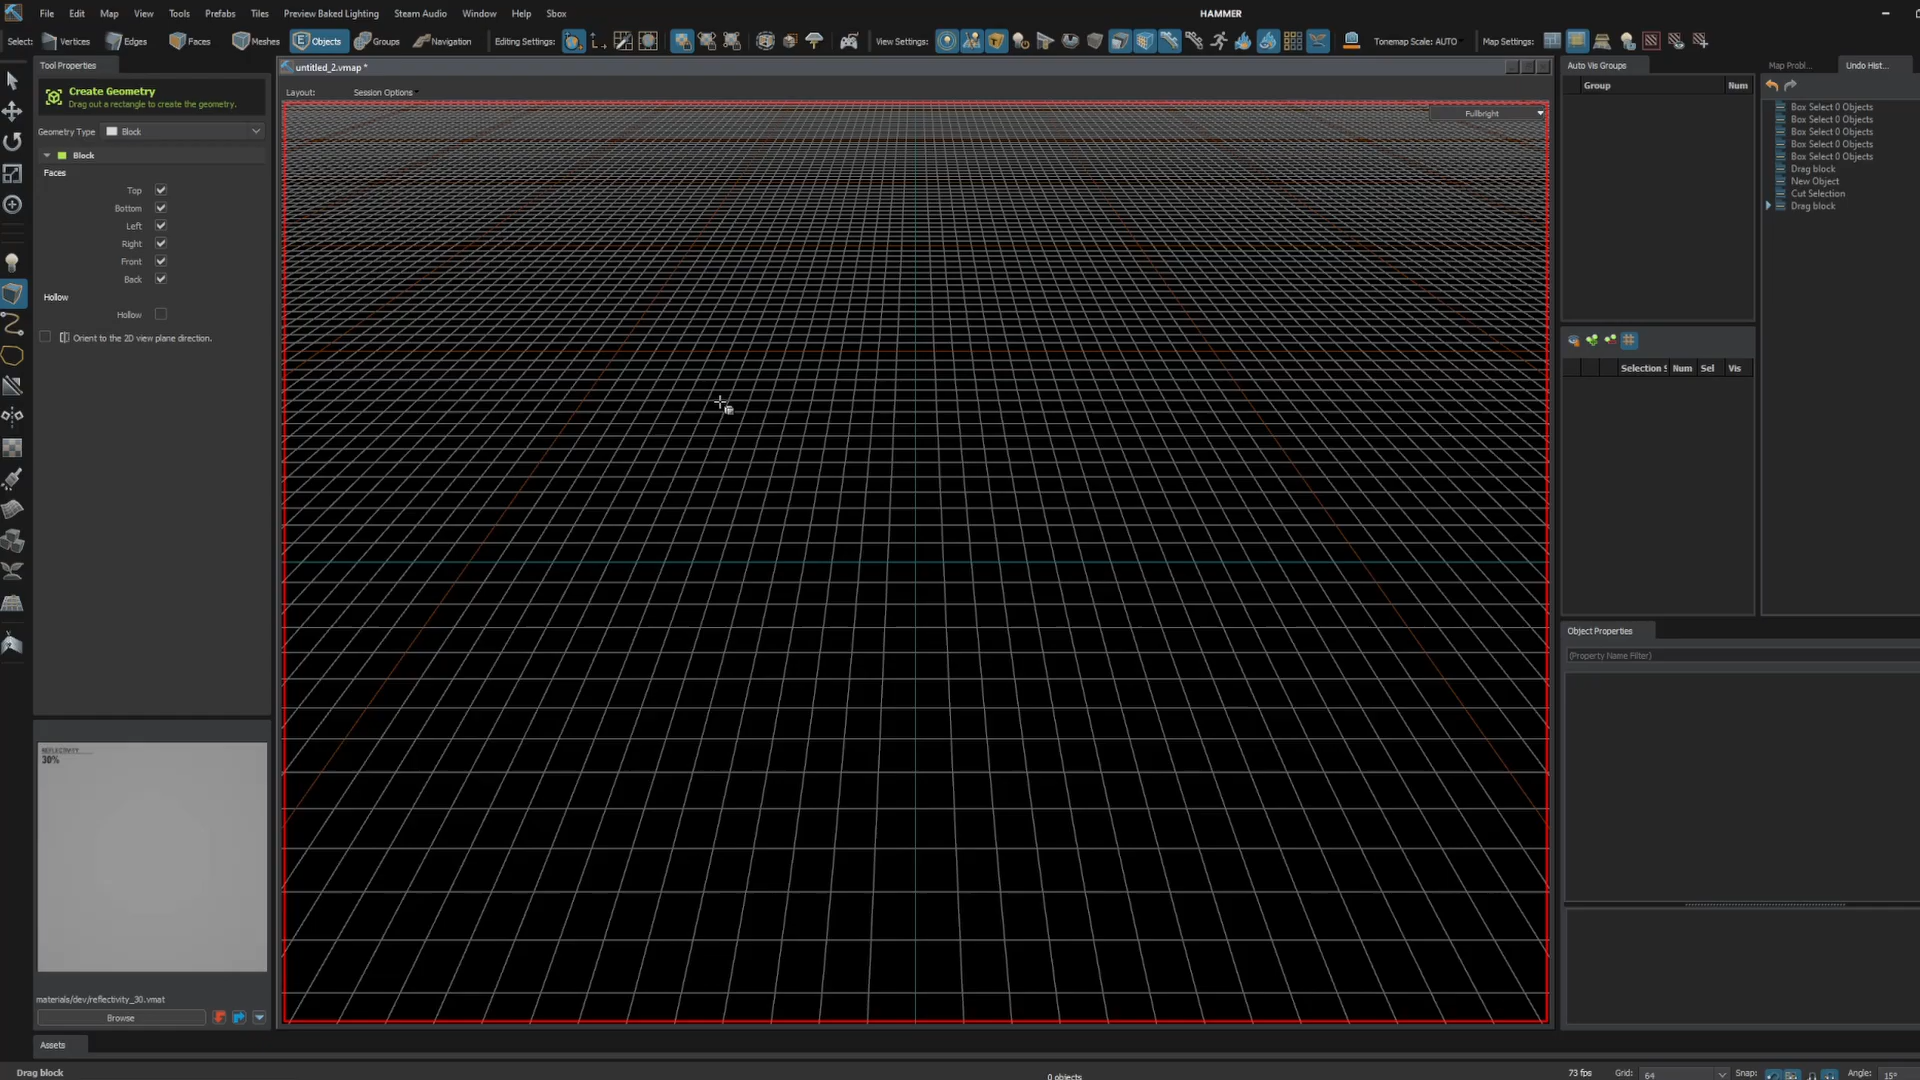 File Edit Map View Tools Prefabs Tiles Preview Baked Lighting Steam Audio Window Help Sbox
HAMMER
Select: Vertices Edges Faces Meshes Objects Groups Navigation Editing Settings: View Settings: Tonemap Scale: AUTO Map Settings:
Tool Properties
Create Geometry
Drag out a rectangle to create the geometry.
Geometry Type Block
Block
Faces
Top
Bottom
Left
Right
Front
Back
Hollow
Hollow
Orient to the 2D view plane direction.
REFLECTIVITY
30%
materials/dev/reflectivity_30.vmat
Browse
untitled_2.vmap *
Layout: Session Options
Fullbright
Auto Vis Groups
Group Num
Selection S Num Sel Vis
Map Probl... Undo Hist...
Box Select 0 Objects
Box Select 0 Objects
Box Select 0 Objects
Box Select 0 Objects
Box Select 0 Objects
Drag block
New Object
Cut Selection
Drag block
Object Properties
(Property Name Filter)
Assets
Drag block
0 objects
73 fps Grid: 64 Snap: Angle: 15°